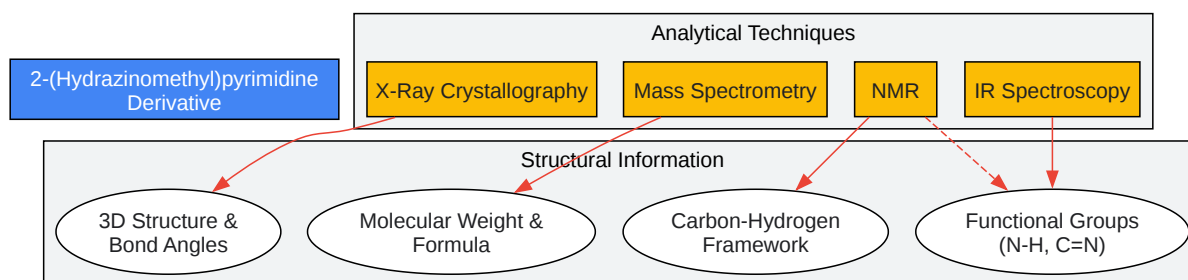 Analytical Techniques
2-(Hydrazinomethyl)pyrimidine
Derivative
X-Ray Crystallography
Mass Spectrometry
NMR
IR Spectroscopy
Structural Information
3D Structure &
Bond Angles
Molecular Weight &
Formula
Carbon-Hydrogen
Framework
Functional Groups
(N-H, C=N)